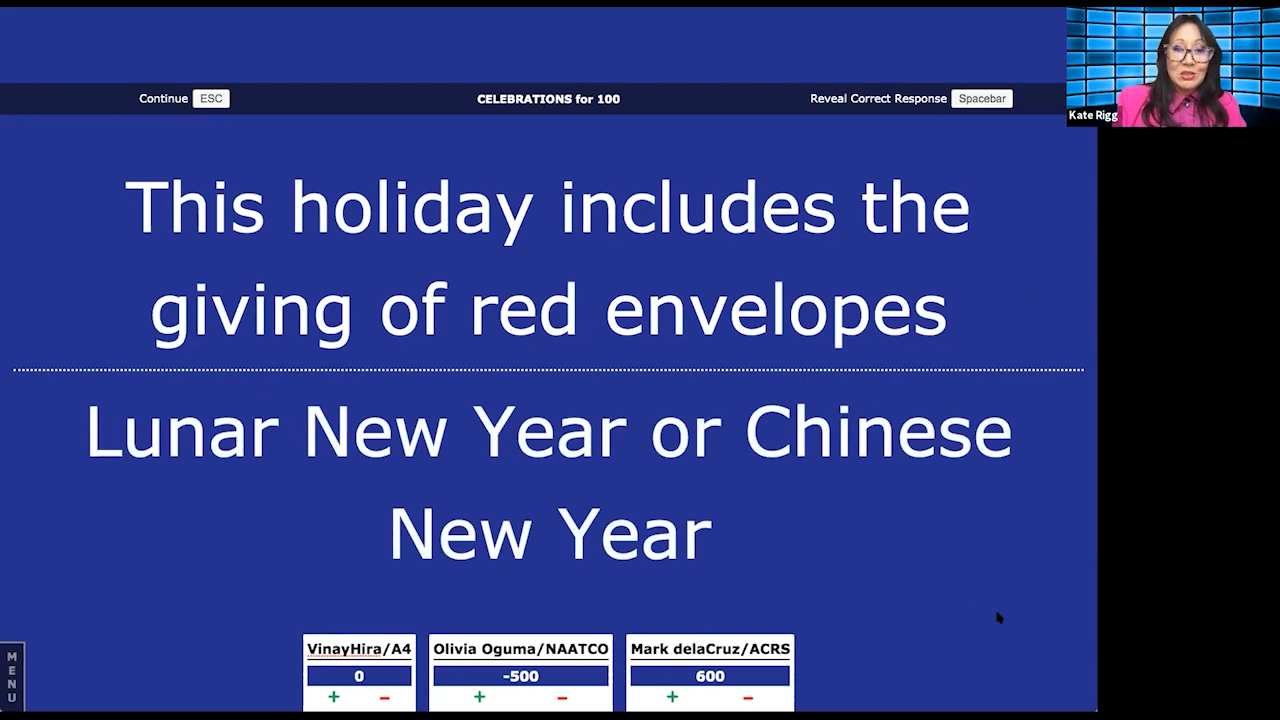 Continue ESC CELEBRATIONS for 100 Reveal Correct Response Spacebar
Kate Rigg
This holiday includes the
giving of red envelopes
Lunar New Year or Chinese
New Year
MENU
VinayHira/A4 Olivia Oguma/NAATCO Mark delaCruz/ACRS
0 -500 600
+ - + - + -